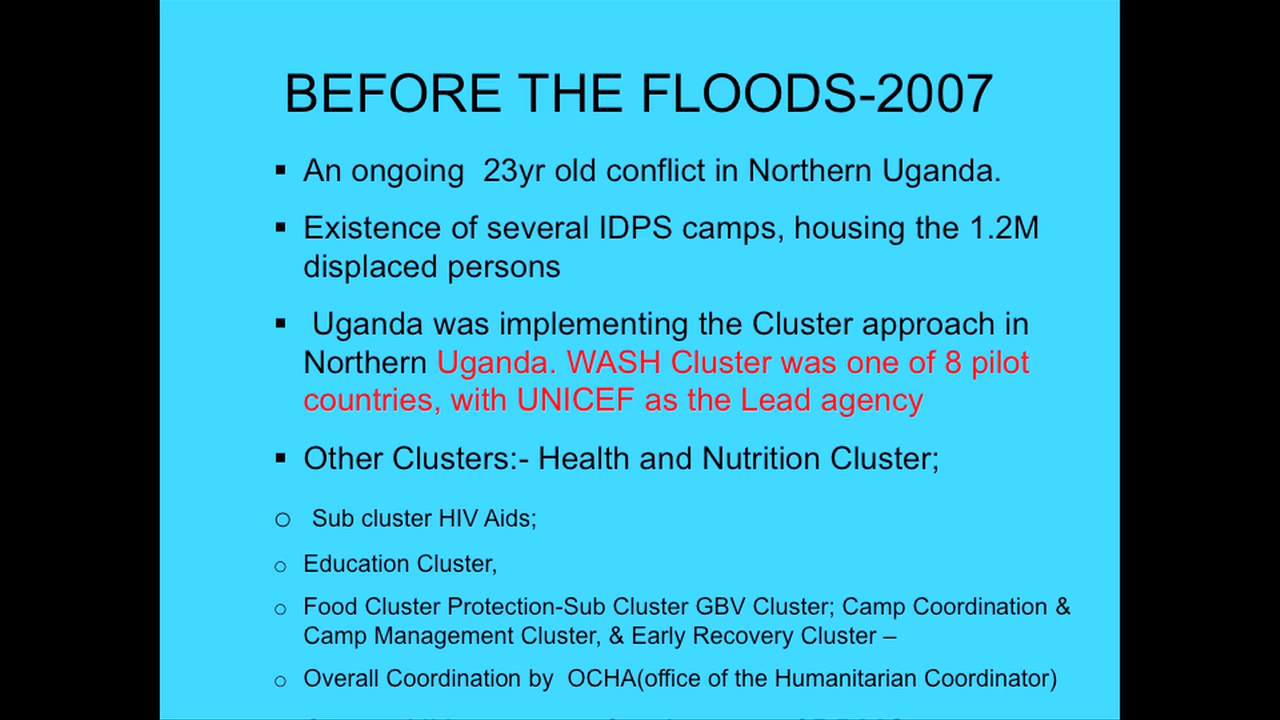 BEFORE THE FLOODS-2007
▪ An ongoing  23yr old conflict in Northern Uganda.
▪ Existence of several IDPS camps, housing the 1.2M
displaced persons
▪ Uganda was implementing the Cluster approach in
Northern Uganda. WASH Cluster was one of 8 pilot
countries, with UNICEF as the Lead agency
▪ Other Clusters:- Health and Nutrition Cluster;
o Sub cluster HIV Aids;
o Education Cluster,
o Food Cluster Protection-Sub Cluster GBV Cluster; Camp Coordination &
Camp Management Cluster, & Early Recovery Cluster –
o Overall Coordination by  OCHA(office of the Humanitarian Coordinator)